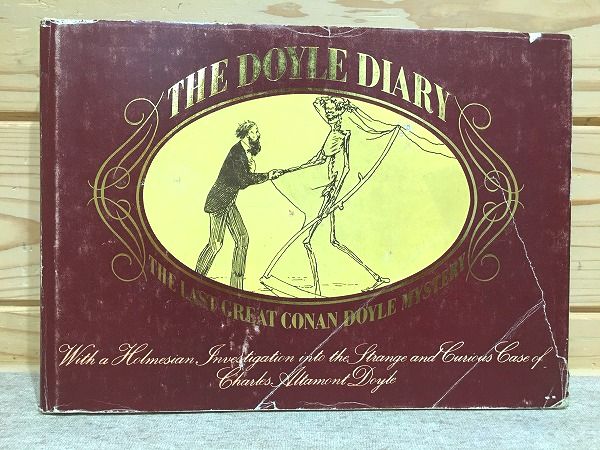 THE DOYLE DIARY
THE LAST GREAT CONAN DOYLE MYSTERY
With a Holmesian Investigation into the Strange and Curious Case of
Charles Altamont Doyle